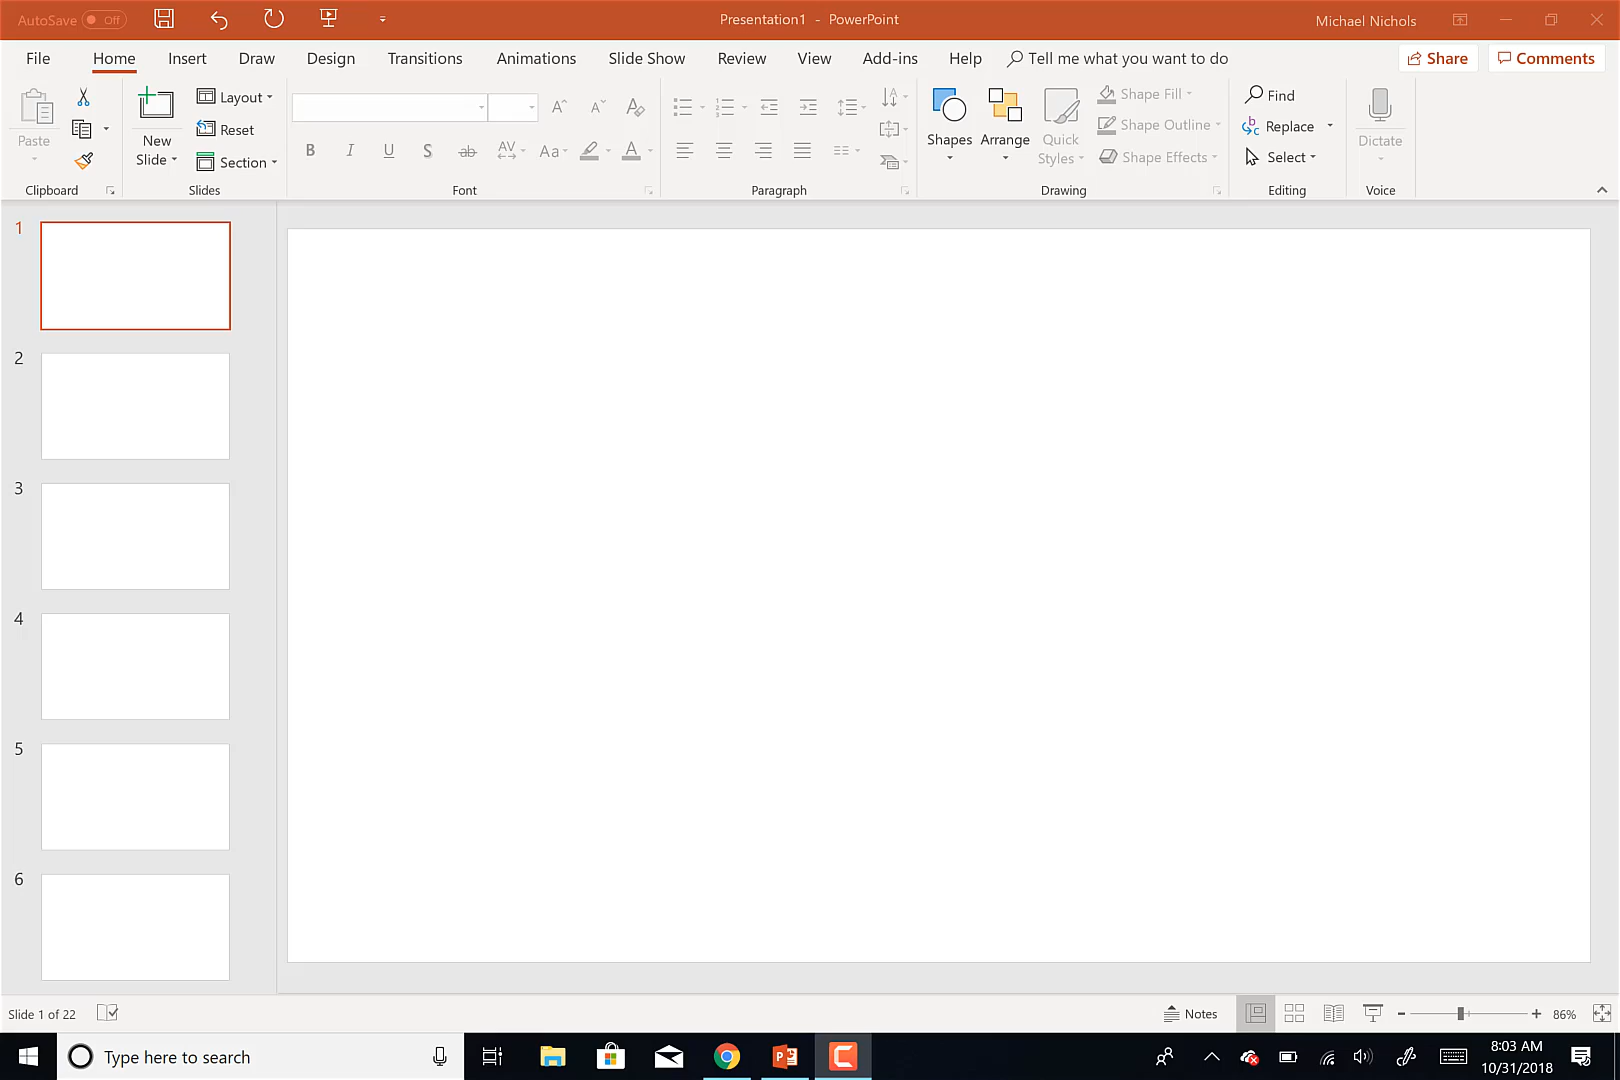 AutoSave Off
Presentation1 - PowerPoint
Michael Nichols
File Home Insert Draw Design Transitions Animations Slide Show Review View Add-ins Help Tell me what you want to do
Share Comments
Paste
Clipboard
New Slide
Layout
Reset
Section
Slides
B I U S ab AV Aa A
Font
Paragraph
Shapes
Arrange
Quick Styles
Shape Fill
Shape Outline
Shape Effects
Drawing
Find
Replace
Select
Editing
Dictate
Voice
1
2
3
4
5
6
Slide 1 of 22
Notes
86%
Type here to search
8:03 AM
10/31/2018